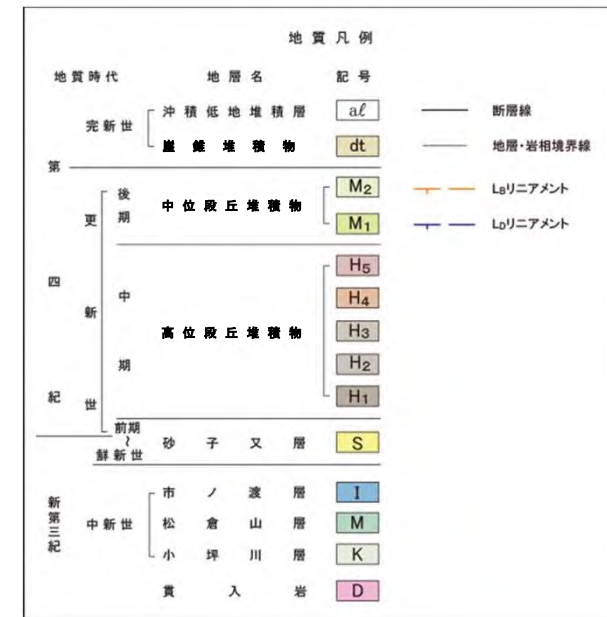 地質凡例
地質時代 地層名 記号
完新世 沖積低地堆積層 aℓ
崖錐堆積物 dt
第四紀
更新世
後期 中位段丘堆積物 M2
M1
中期 高位段丘堆積物 H5
H4
H3
H2
H1
前期～鮮新世 砂子又層 S
新第三紀 中新世 市ノ渡層 I
松倉山層 M
小坪川層 K
貫入岩 D
断層線
地層・岩相境界線
LBリニアメント
LDリニアメント